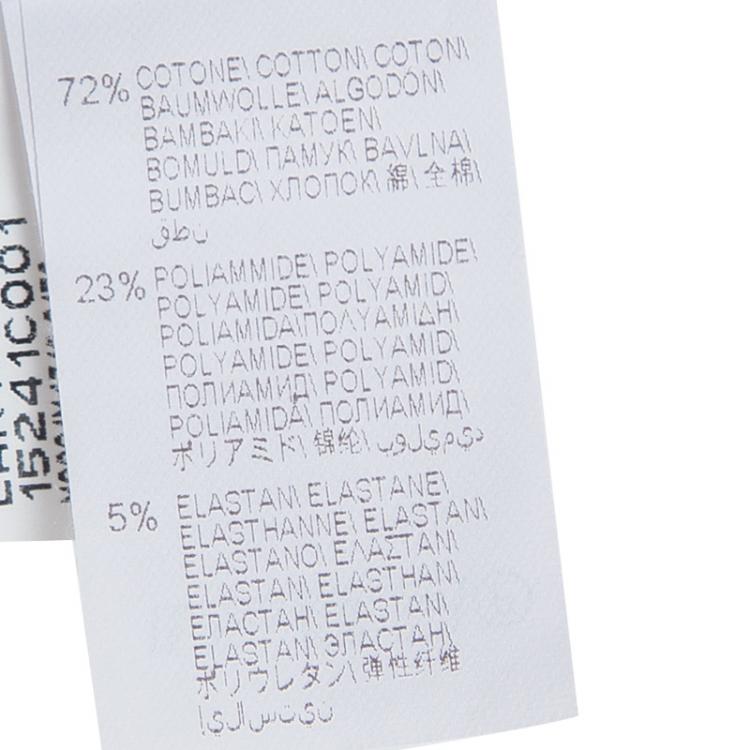 72% COTONE\ COTTON\ COTON\
BAUMWOLLE\ ALGODÓN\
BAMBAKI\ KATOEN\
BOMULD\ ПАМУК\ BAVLNA\
BUMBAC\ ХЛОПОК\ 綿\ 全棉\
قطن
23% POLIAMMIDE\ POLYAMIDE\
POLYAMIDE\ POLYAMID\
POLIAMIDA\ΠΟΛΥΑΜΙΔΗ\
POLYAMIDE\ POLYAMID\
ПОЛИАМИД\ POLYAMID\
POLIAMIDĂ\ ПОЛИАМИД\
ポリアミド\ 锦纶\ بوليميد
5% ELASTAN\ ELASTANE\
ELASTHANNE\ ELASTAN\
ELASTANO\ ΕΛΑΣΤΑΝ\
ELASTAN\ ELASTHAN\
ЕЛАСТАН\ ELASTAN\
ELASTAN\ ЭЛАСТАН\
ポリウレタン\ 弹性纤维
إيلاستين
15241C001